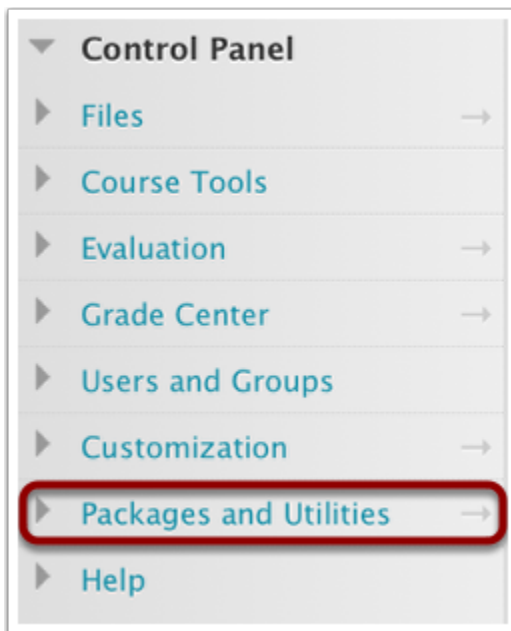 Control Panel
Files
Course Tools
Evaluation
Grade Center
Users and Groups
Customization
Packages and Utilities
Help